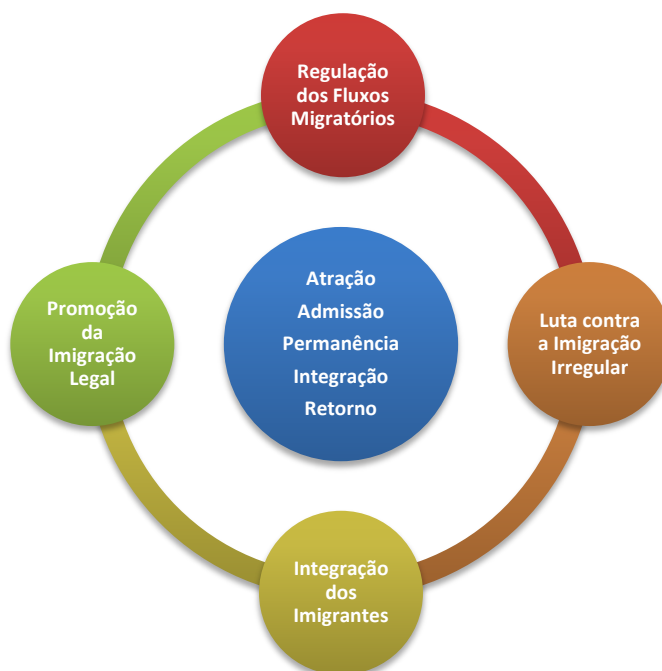 Regulação
dos Fluxos
Migratórios
Promoção
da
Imigração
Legal
Atração
Admissão
Permanência
Integração
Retorno
Luta contra
a Imigração
Irregular
Integração
dos
Imigrantes